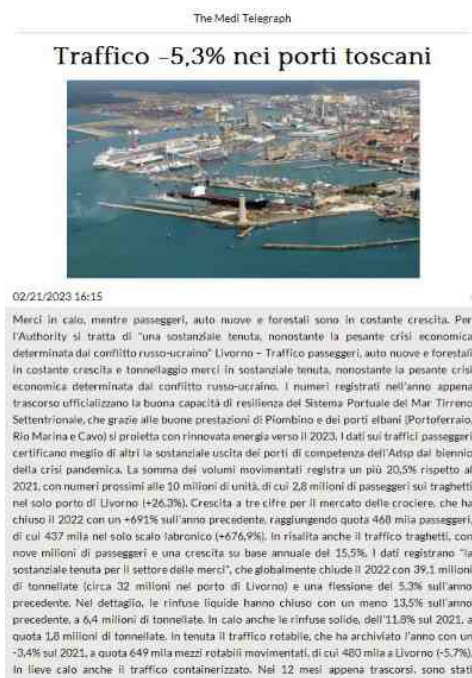 The Medi Telegraph
Traffico -5,3% nei porti toscani
02/21/2023 16:15
Merci in calo, mentre passeggeri, auto nuove e forestali sono in costante crescita. Per
l'Authority si tratta di "una sostanziale tenuta, nonostante la pesante crisi economica
determinata dal conflitto russo-ucraino" Livorno – Traffico passeggeri, auto nuove e forestali
in costante crescita e tonnellaggio merci in sostanziale tenuta, nonostante la pesante crisi
economica determinata dal conflitto russo-ucraino. I numeri registrati nell'anno appena
trascorso ufficializzano la buona capacità di resilienza del Sistema Portuale del Mar Tirreno
Settentrionale, che grazie alle buone prestazioni di Piombino e dei porti elbani (Portoferraio,
Rio Marina e Cavo) si proietta con rinnovata energia verso il 2023. I dati sui traffici passeggeri
certificano meglio di altri la sostanziale uscita dei porti di competenza dell'Adsp dal biennio
della crisi pandemica. La somma dei volumi movimentati registra un più 20,5% rispetto al
2021, con numeri prossimi alle 10 milioni di unità, di cui 2,8 milioni di passeggeri sui traghetti
nel solo porto di Livorno (+26,3%). Crescita a tre cifre per il mercato delle crociere, che ha
chiuso il 2022 con un +691% sull'anno precedente, raggiungendo quota 468 mila passeggeri,
di cui 437 mila nel solo scalo labronico (+676,9%). In risalita anche il traffico traghetti, con
nove milioni di passeggeri e una crescita su base annuale del 15,5%. I dati registrano "la
sostanziale tenuta per il settore delle merci", che globalmente chiude il 2022 con 39,1 milioni
di tonnellate (circa 32 milioni nel porto di Livorno) e una flessione del 5,3% sull'anno
precedente. Nel dettaglio, le rinfuse liquide hanno chiuso con un meno 13,5% sull'anno
precedente, a 6,4 milioni di tonnellate. In calo anche le rinfuse solide, dell'11,8% sul 2021, a
quota 1,8 milioni di tonnellate. In tenuta il traffico rotabile, che ha archiviato l'anno con un
-3,4% sul 2021, a quota 649 mila mezzi rotabili movimentati, di cui 480 mila a Livorno (-5,7%).
In lieve calo anche il traffico containerizzato. Nei 12 mesi appena trascorsi, sono stati